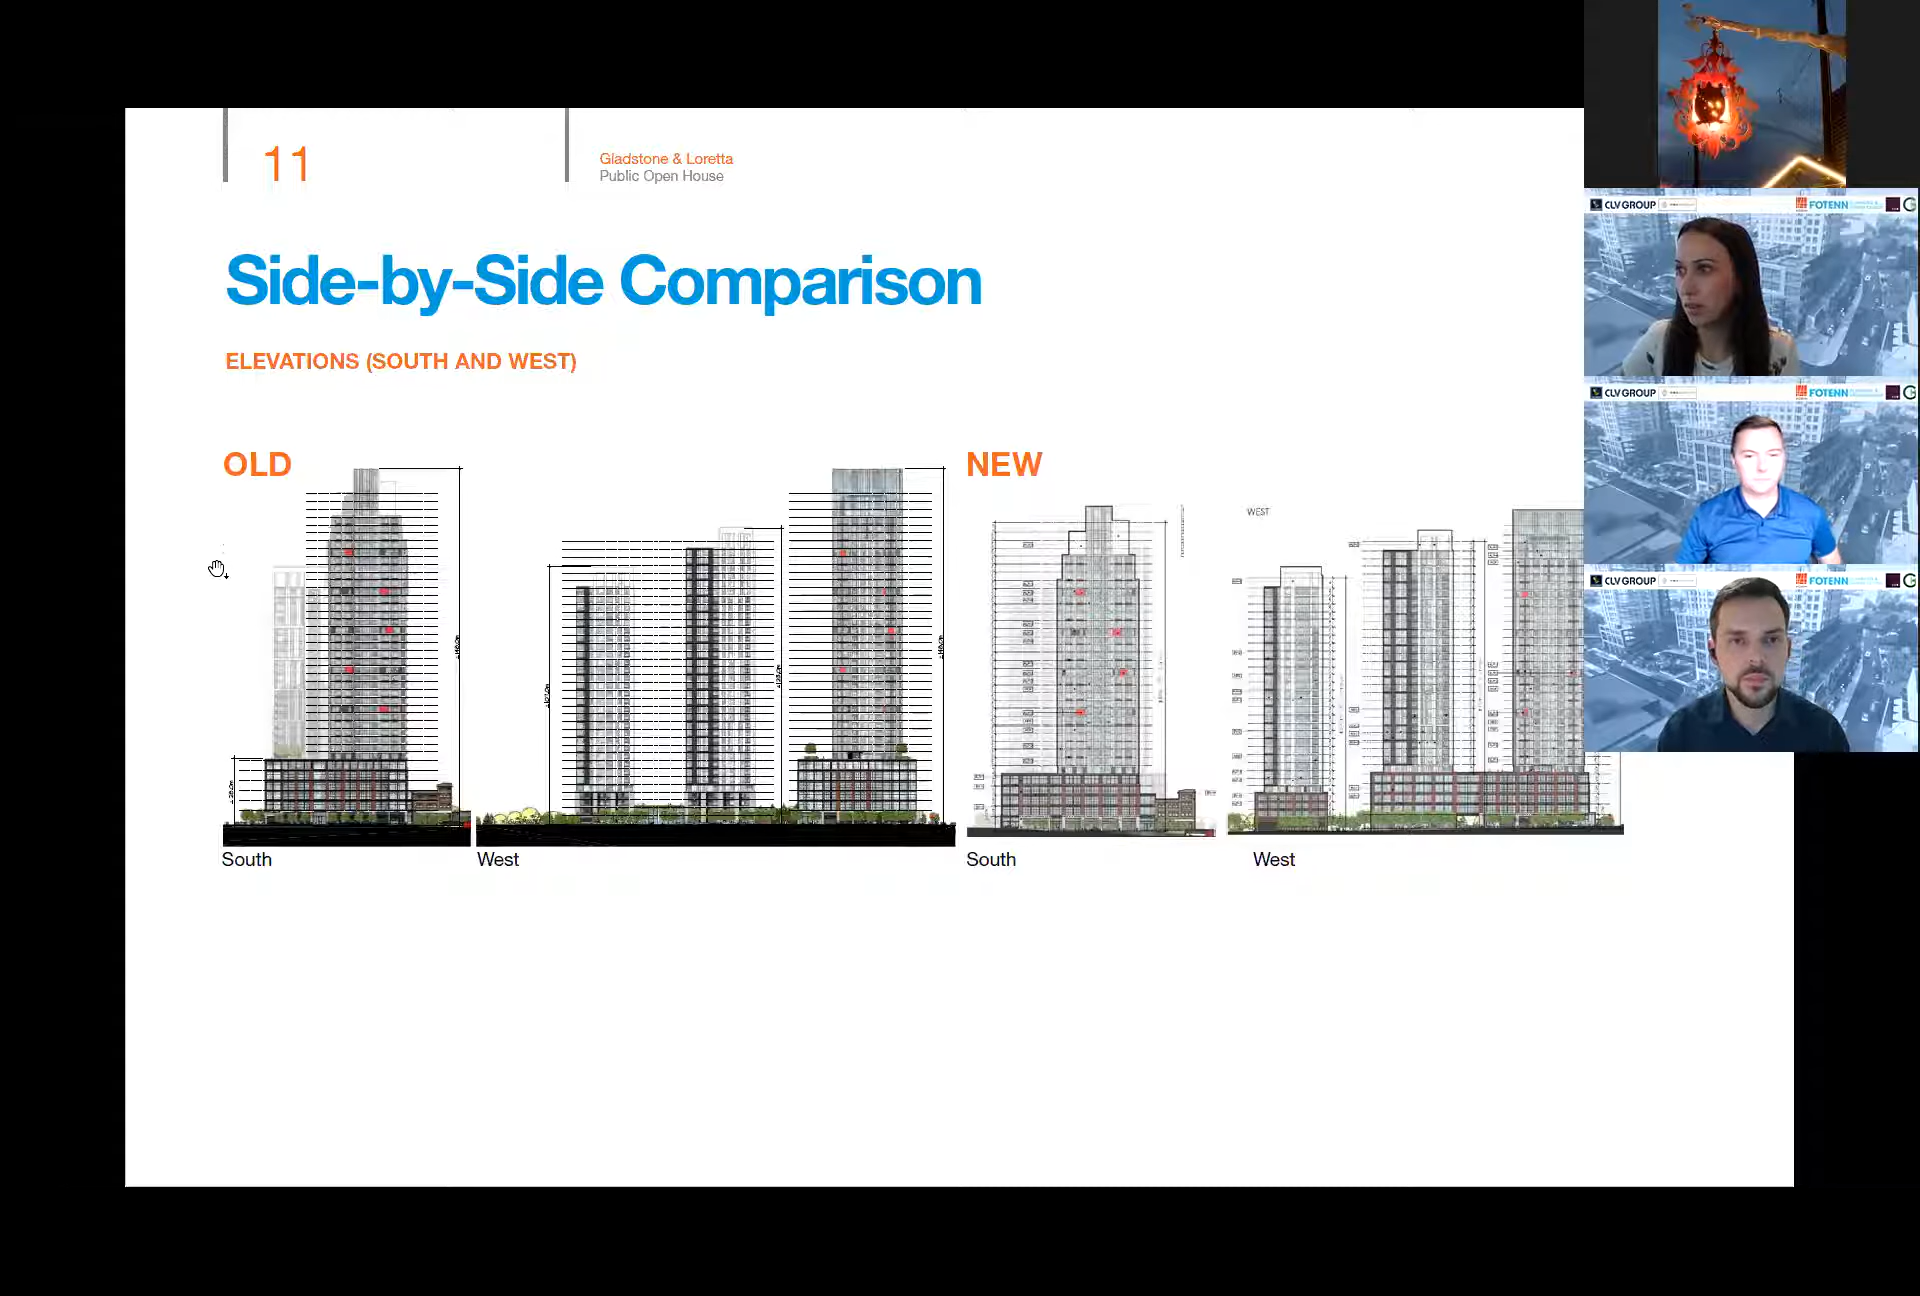 11
Gladstone & Loretta
Public Open House
Side-by-Side Comparison
ELEVATIONS (SOUTH AND WEST)
OLD
NEW
WEST
South
West
South
West
CLV GROUP
FOTENN
CLV GROUP
FOTENN
CLV GROUP
FOTENN